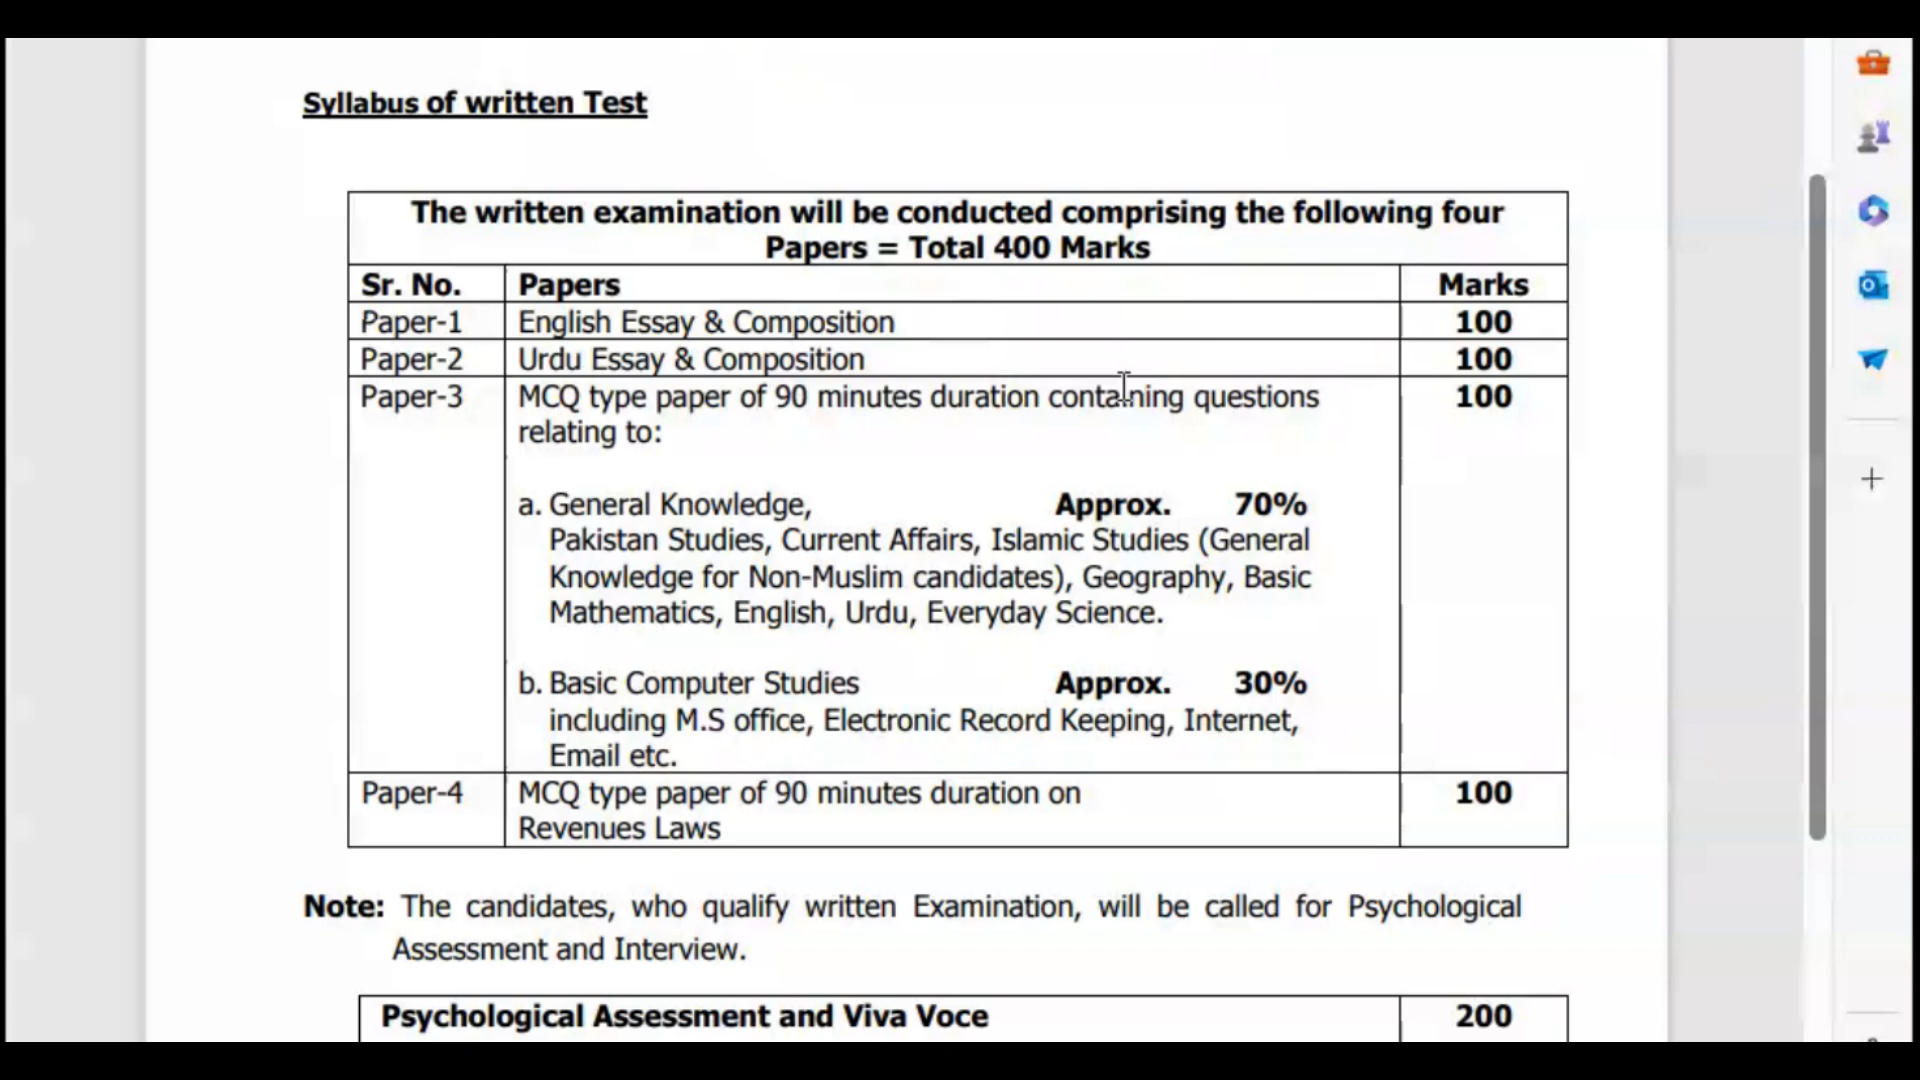 Syllabus of written Test
The written examination will be conducted comprising the following four
Papers = Total 400 Marks
Sr. No. Papers Marks
Paper-1 English Essay & Composition 100
Paper-2 Urdu Essay & Composition 100
Paper-3 MCQ type paper of 90 minutes duration containing questions 100
relating to:
a. General Knowledge, Approx. 70%
Pakistan Studies, Current Affairs, Islamic Studies (General
Knowledge for Non-Muslim candidates), Geography, Basic
Mathematics, English, Urdu, Everyday Science.
b. Basic Computer Studies Approx. 30%
including M.S office, Electronic Record Keeping, Internet,
Email etc.
Paper-4 MCQ type paper of 90 minutes duration on 100
Revenues Laws
Note: The candidates, who qualify written Examination, will be called for Psychological
Assessment and Interview.
Psychological Assessment and Viva Voce 200